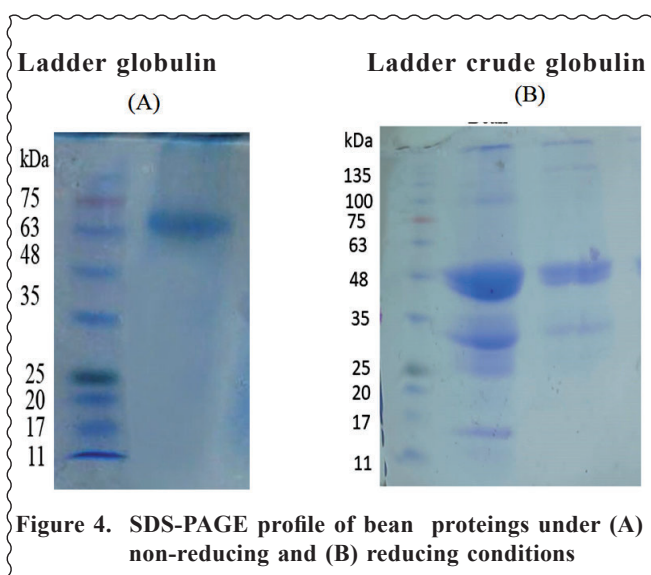 Ladder globulin
(A)
kDa
75
63
48
35
25
20
17
11
Ladder crude globulin
(B)
kDa
135
100
75
63
48
35
25
20
17
11
Figure 4. SDS-PAGE profile of bean proteings under (A)
non-reducing and (B) reducing conditions